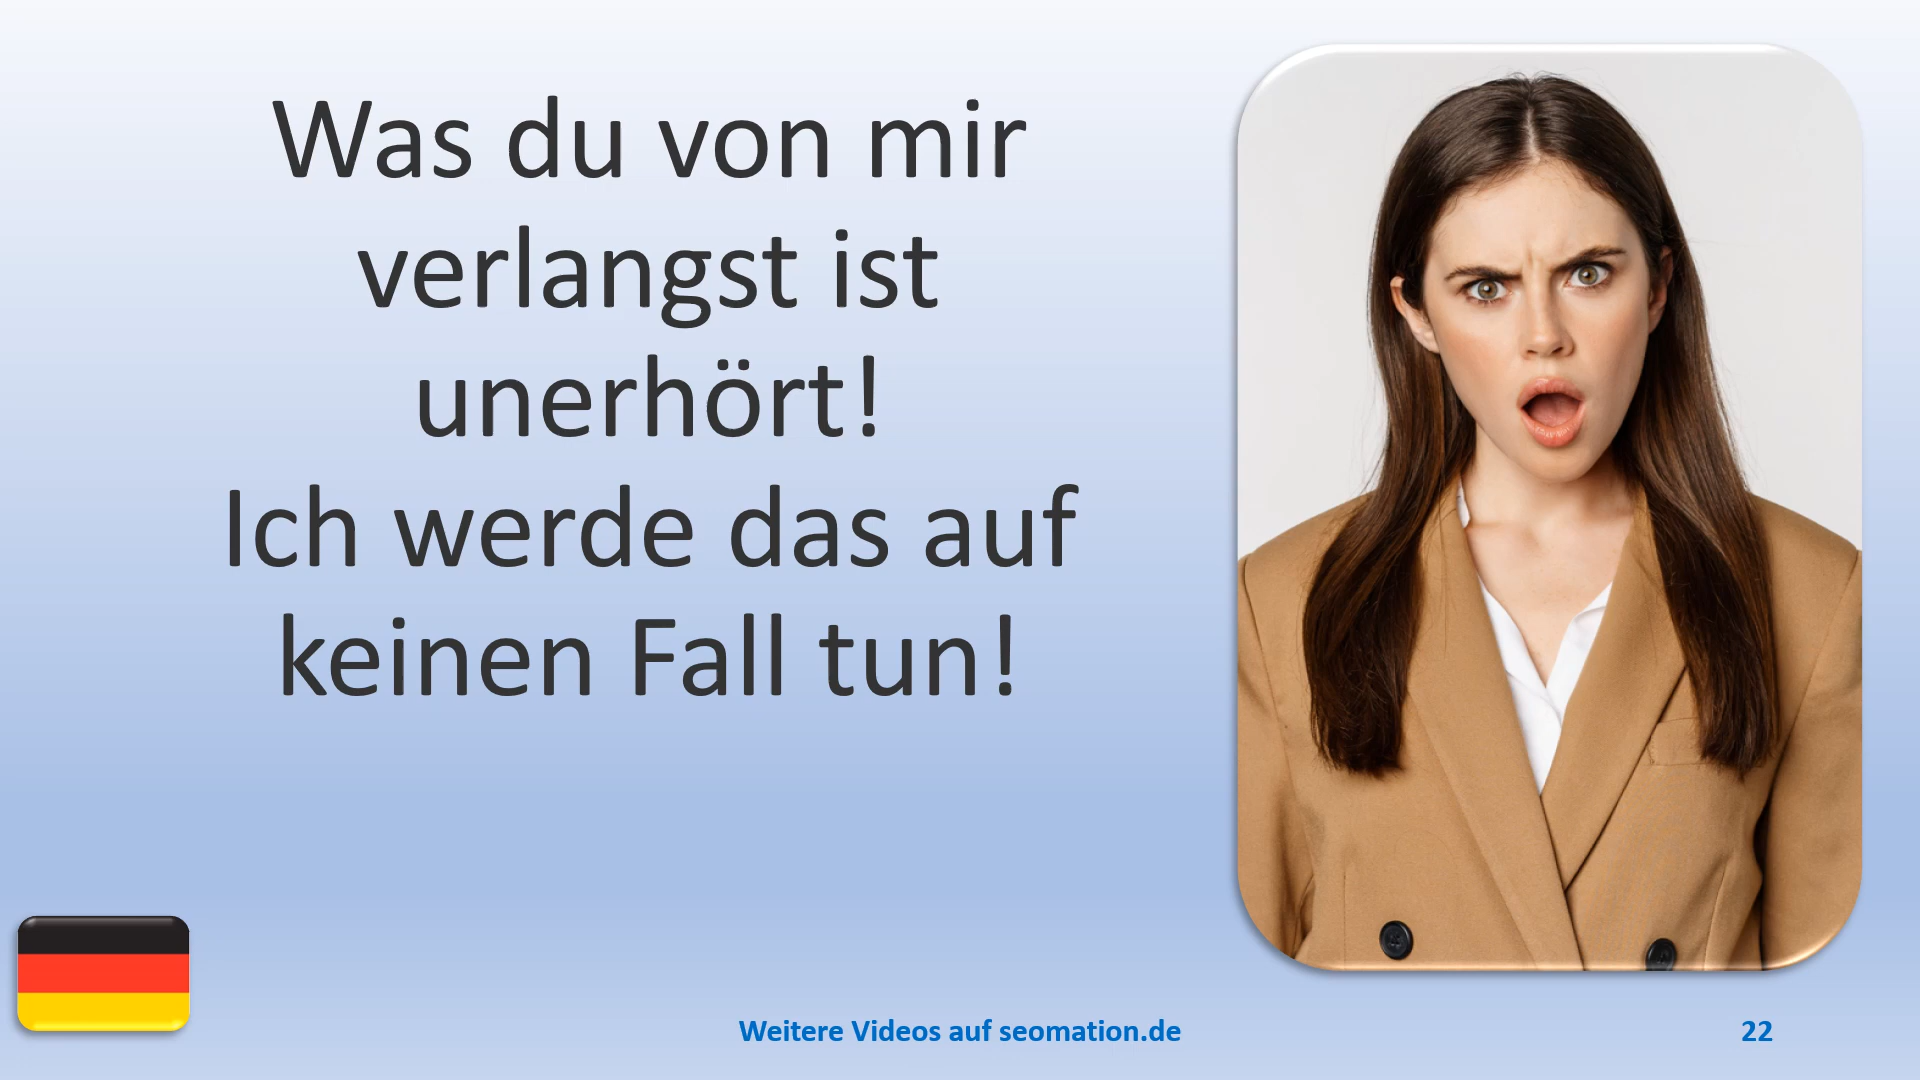 Was du von mir
verlangst ist
unerhört!
Ich werde das auf
keinen Fall tun!
Weitere Videos auf seomation.de
22